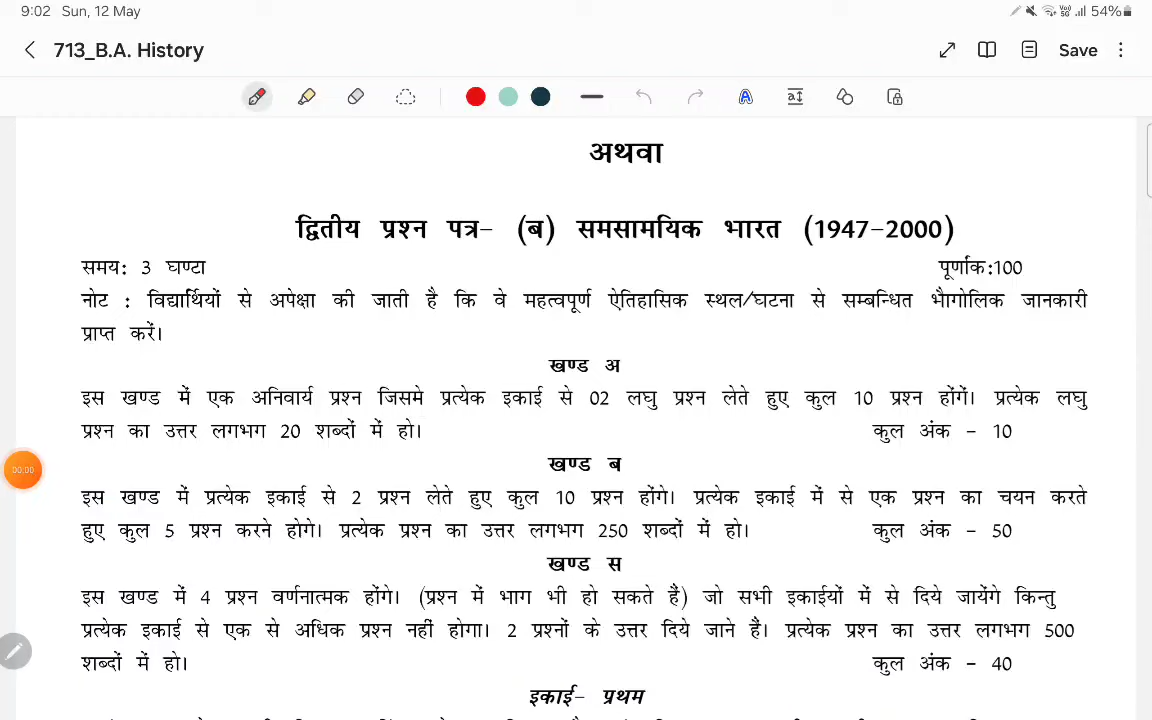 9:02 Sun, 12 May 54%
713_B.A. History Save
अथवा
द्वितीय प्रश्न पत्र- (ब) समसामयिक भारत (1947-2000)
समय: 3 घण्टा पूर्णांक:100
नोट : विद्यार्थियों से अपेक्षा की जाती है कि वे महत्वपूर्ण ऐतिहासिक स्थल/घटना से सम्बन्धित भौगोलिक जानकारी
प्राप्त करें।
खण्ड अ
इस खण्ड में एक अनिवार्य प्रश्न जिसमे प्रत्येक इकाई से 02 लघु प्रश्न लेते हुए कुल 10 प्रश्न होंगें। प्रत्येक लघु
प्रश्न का उत्तर लगभग 20 शब्दों में हो। कुल अंक - 10
खण्ड ब
00:00
इस खण्ड में प्रत्येक इकाई से 2 प्रश्न लेते हुए कुल 10 प्रश्न होंगे। प्रत्येक इकाई में से एक प्रश्न का चयन करते
हुए कुल 5 प्रश्न करने होगे। प्रत्येक प्रश्न का उत्तर लगभग 250 शब्दों में हो। कुल अंक - 50
खण्ड स
इस खण्ड में 4 प्रश्न वर्णनात्मक होंगे। (प्रश्न में भाग भी हो सकते हैं) जो सभी इकाईयों में से दिये जायेंगे किन्तु
प्रत्येक इकाई से एक से अधिक प्रश्न नहीं होगा। 2 प्रश्नों के उत्तर दिये जाने हैं। प्रत्येक प्रश्न का उत्तर लगभग 500
शब्दों में हो। कुल अंक - 40
इकाई- प्रथम